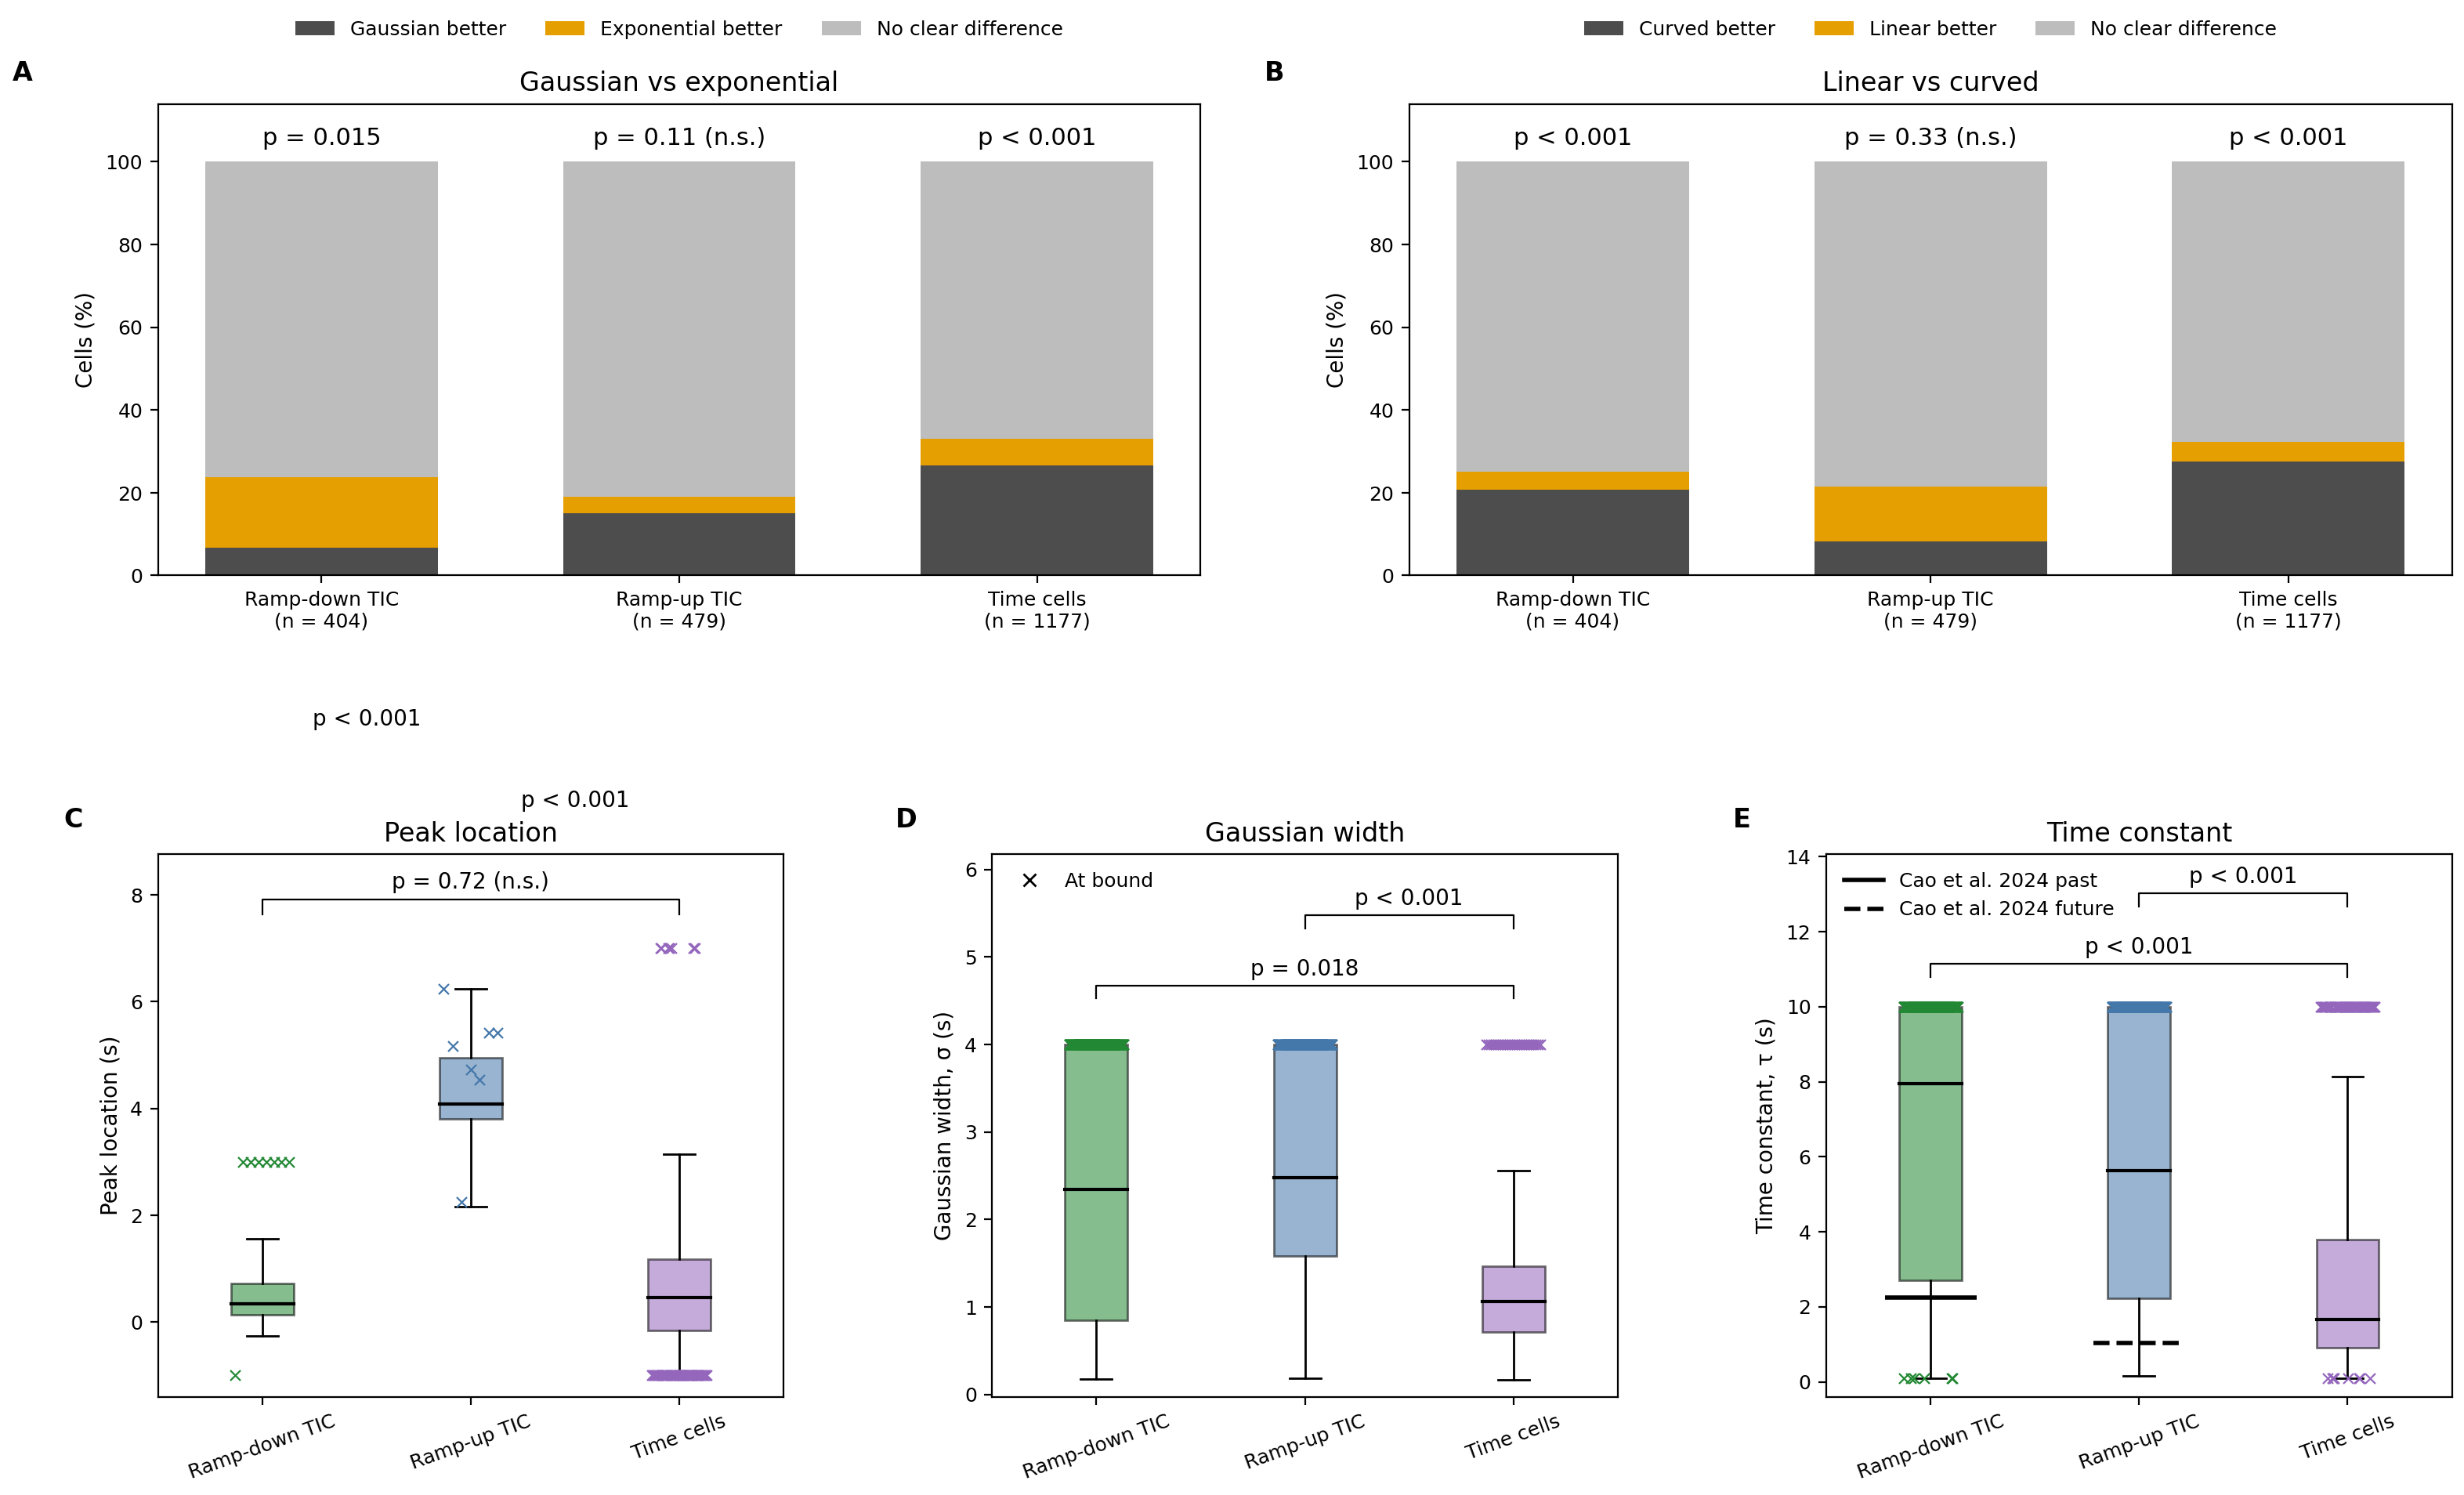 Gaussian better Exponential better No clear difference
Curved better Linear better No clear difference
A
Gaussian vs exponential
p = 0.015 p = 0.11 (n.s.) p < 0.001
100
80
60
40
20
0
Cells (%)
Ramp-down TIC
(n = 404)
Ramp-up TIC
(n = 479)
Time cells
(n = 1177)
B
Linear vs curved
p < 0.001 p = 0.33 (n.s.) p < 0.001
100
80
60
40
20
0
Cells (%)
Ramp-down TIC
(n = 404)
Ramp-up TIC
(n = 479)
Time cells
(n = 1177)
p < 0.001
p < 0.001
C
Peak location
p = 0.72 (n.s.)
8
6
4
2
0
Peak location (s)
Ramp-down TIC
Ramp-up TIC
Time cells
D
Gaussian width
At bound
p < 0.001
p = 0.018
6
5
4
3
2
1
0
Gaussian width, σ (s)
Ramp-down TIC
Ramp-up TIC
Time cells
E
Time constant
Cao et al. 2024 past
Cao et al. 2024 future
p < 0.001
p < 0.001
14
12
10
8
6
4
2
0
Time constant, τ (s)
Ramp-down TIC
Ramp-up TIC
Time cells